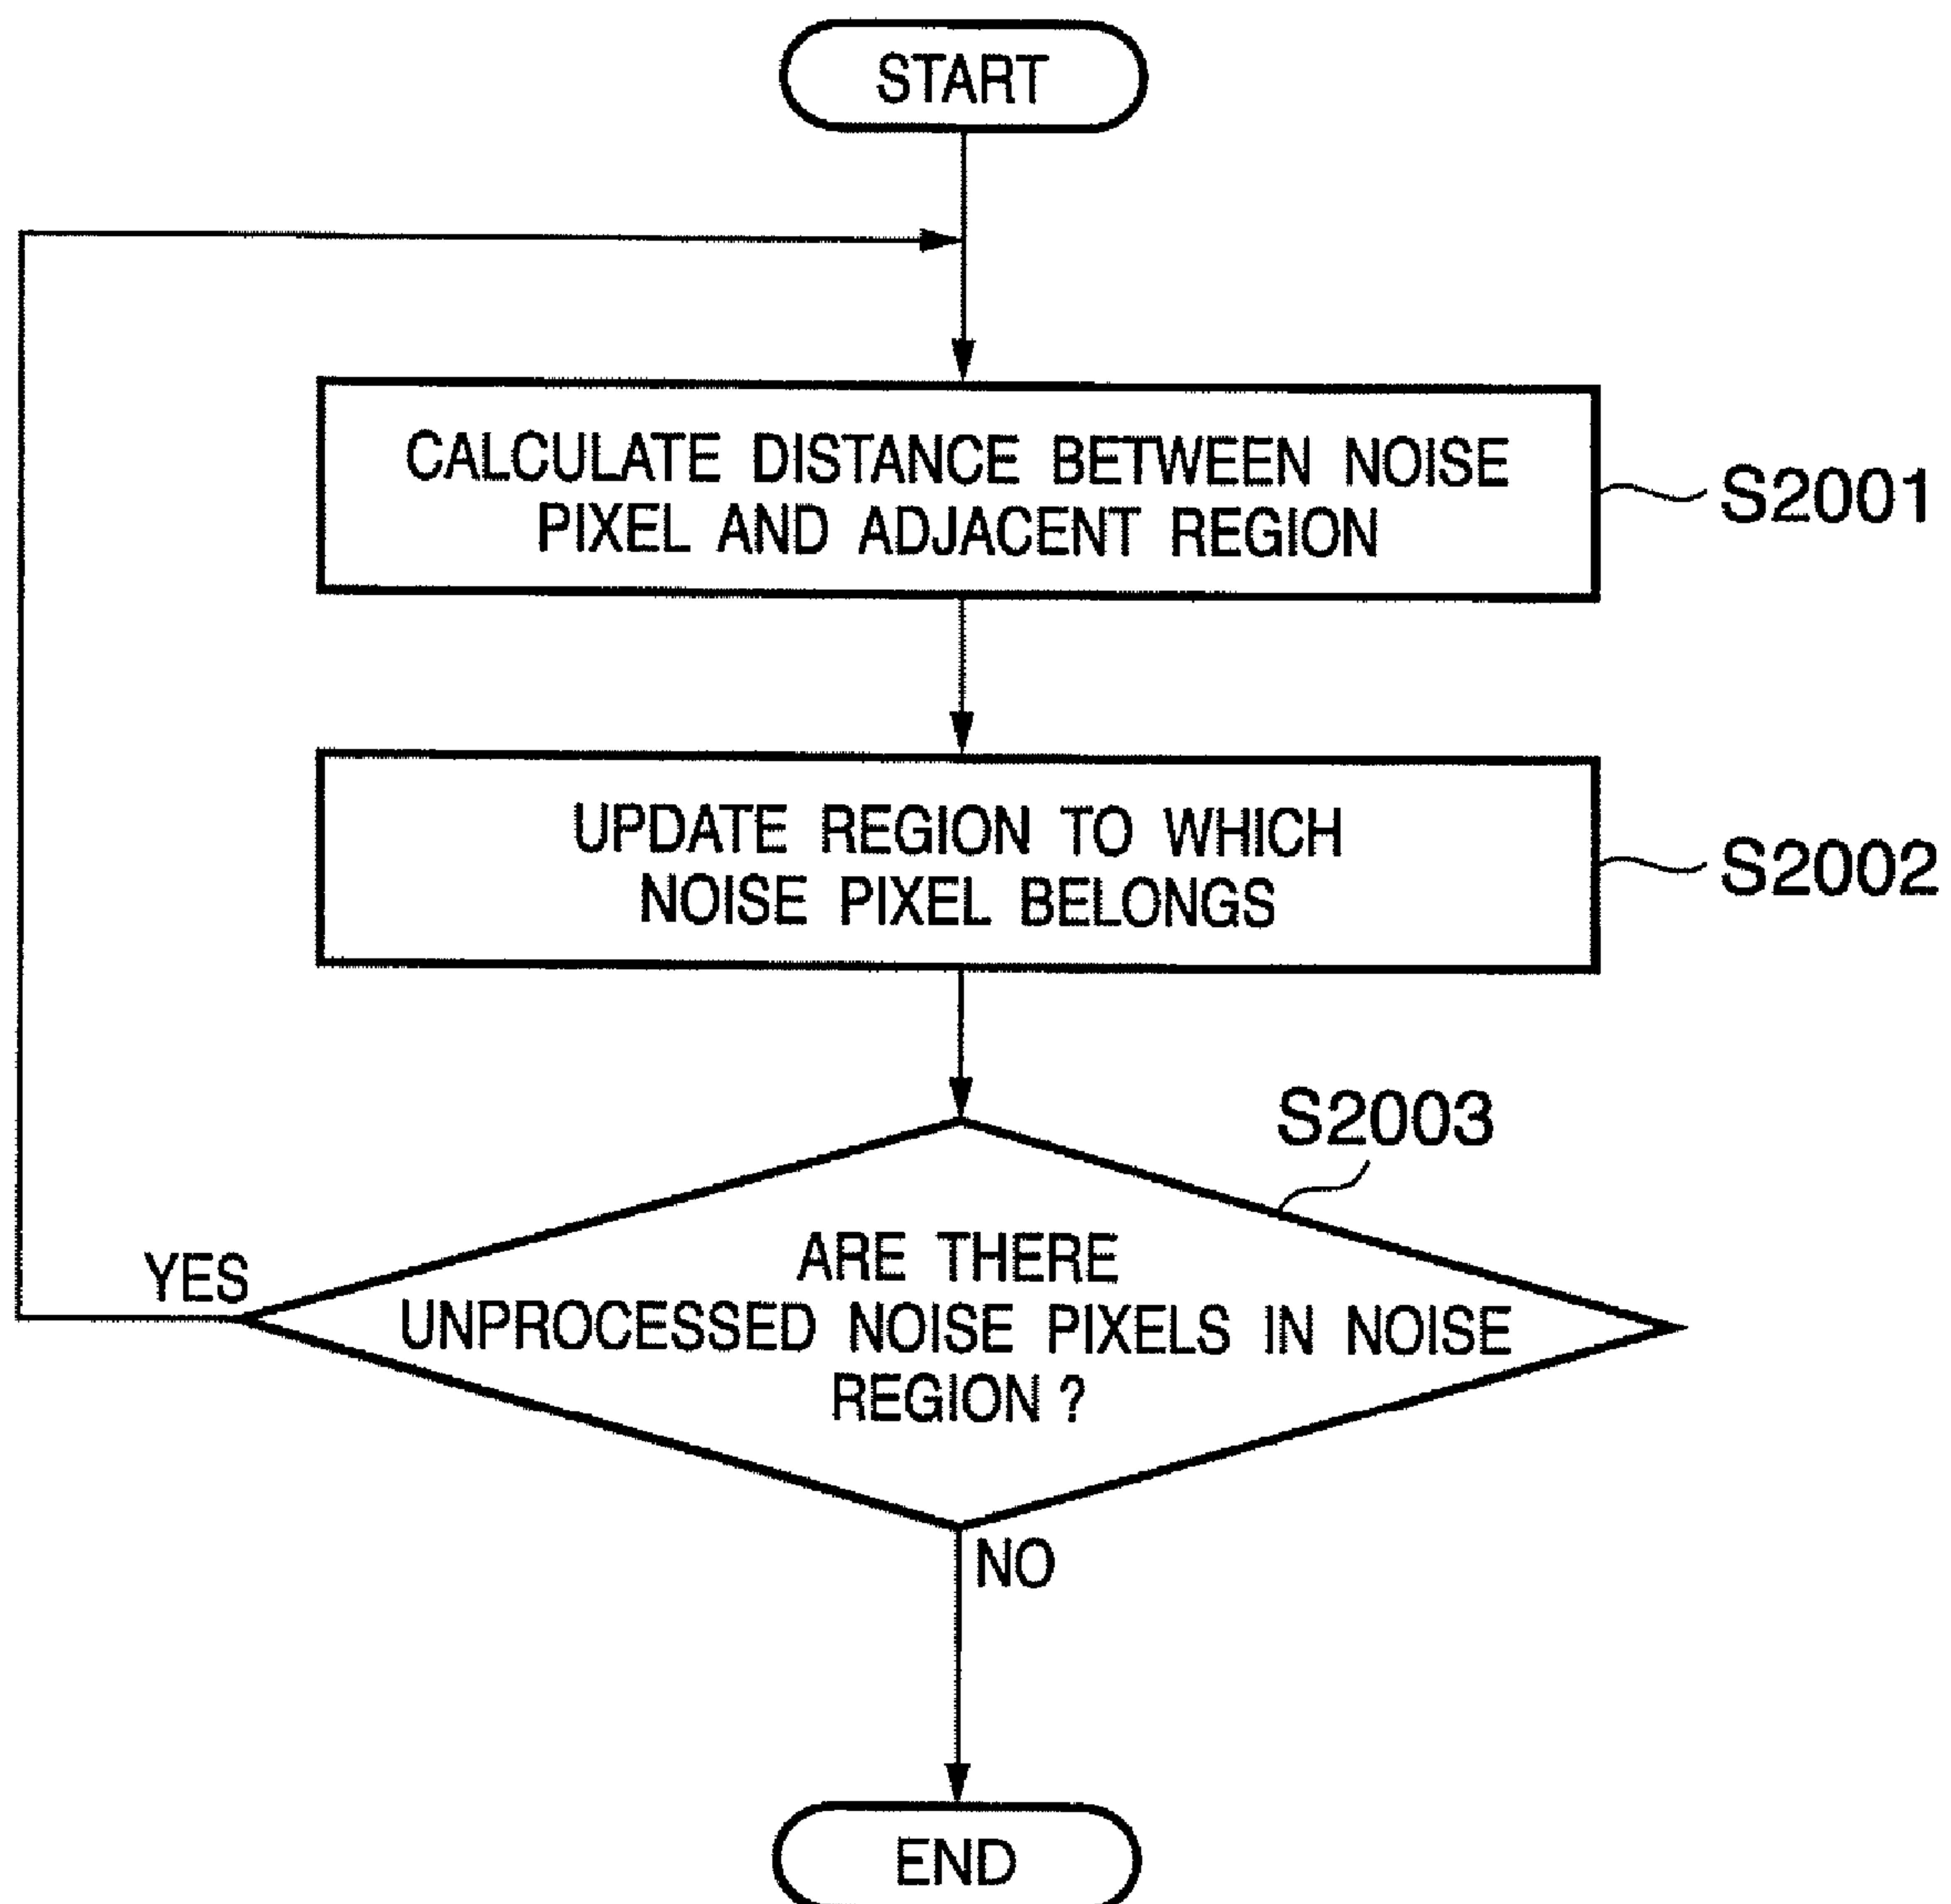 START
CALCULATE DISTANCE BETWEEN NOISE
PIXEL AND ADJACENT REGION
S2001
UPDATE REGION TO WHICH
NOISE PIXEL BELONGS
S2002
S2003
ARE THERE
UNPROCESSED NOISE PIXELS IN NOISE
REGION ?
YES
NO
END